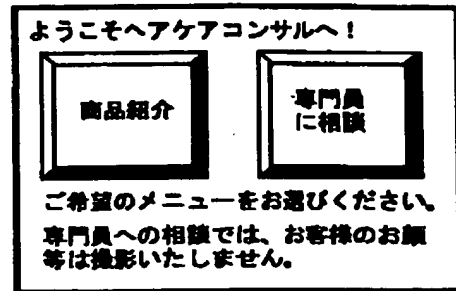 ようこそヘアケアコンサルへ！
商品紹介
専門員
に相談
ご希望のメニューをお選びください。
専門員への相談では、お客様のお顔
等は撮影いたしません。